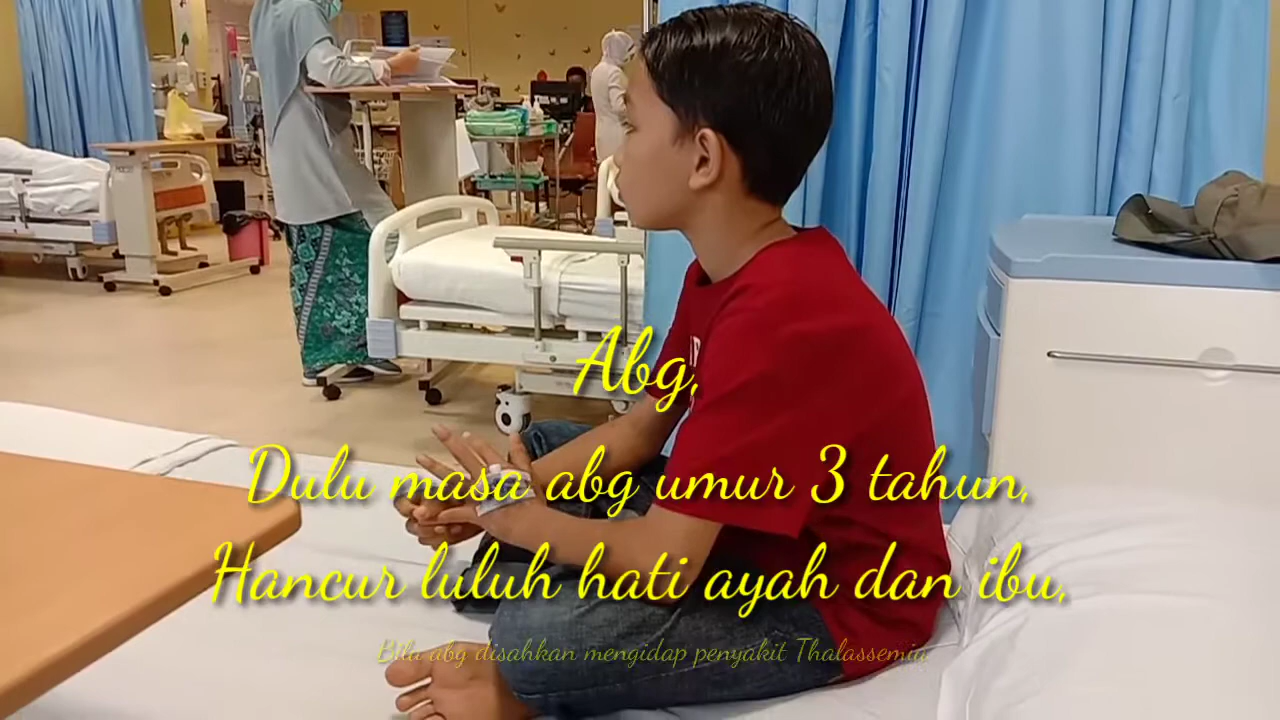 Abg,
Dulu masa abg umur 3 tahun,
Hancur luluh hati ayah dan ibu,
Bila abg disahkan mengidap penyakit Thalassemia